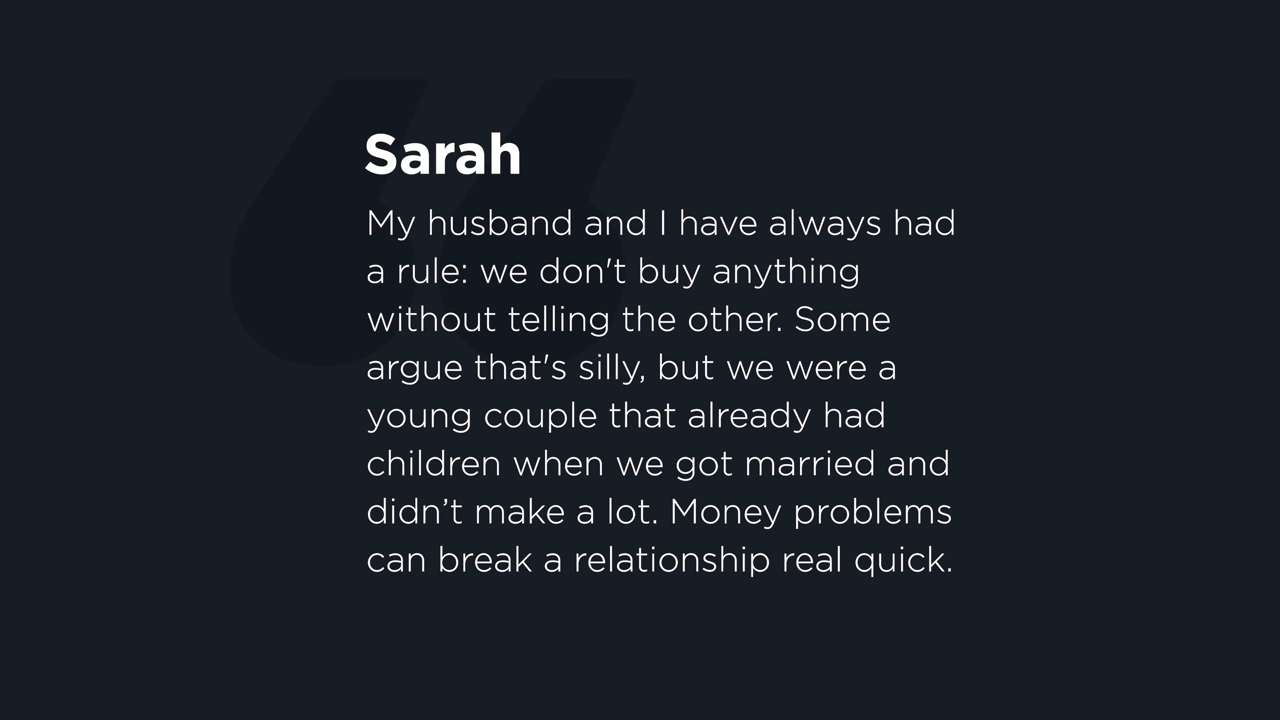 Sarah
My husband and I have always had
a rule: we don't buy anything
without telling the other. Some
argue that's silly, but we were a
young couple that already had
children when we got married and
didn’t make a lot. Money problems
can break a relationship real quick.